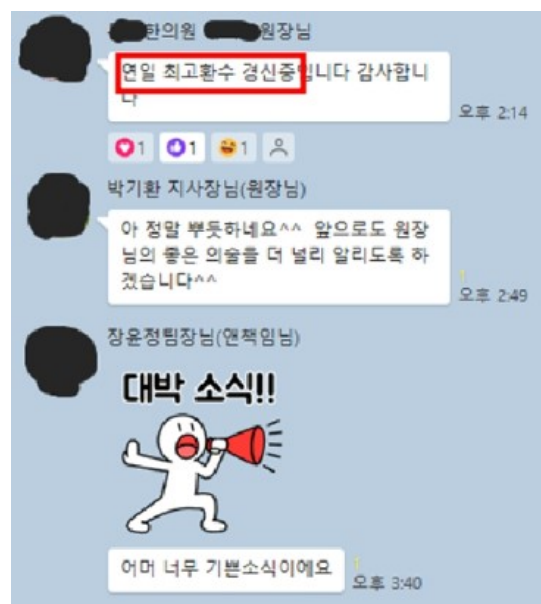 한의원 원장님
연일 최고환수 경신중입니다 감사합니
다
오후 2:14
1 1 1
박기환 지사장님(원장님)
아 정말 뿌듯하네요^^ 앞으로도 원장
님의 좋은 의술을 더 널리 알리도록 하
겠습니다^^
1
오후 2:49
장윤정팀장님(앤책임님)
대박 소식!!
어머 너무 기쁜소식이에요
1
오후 3:40